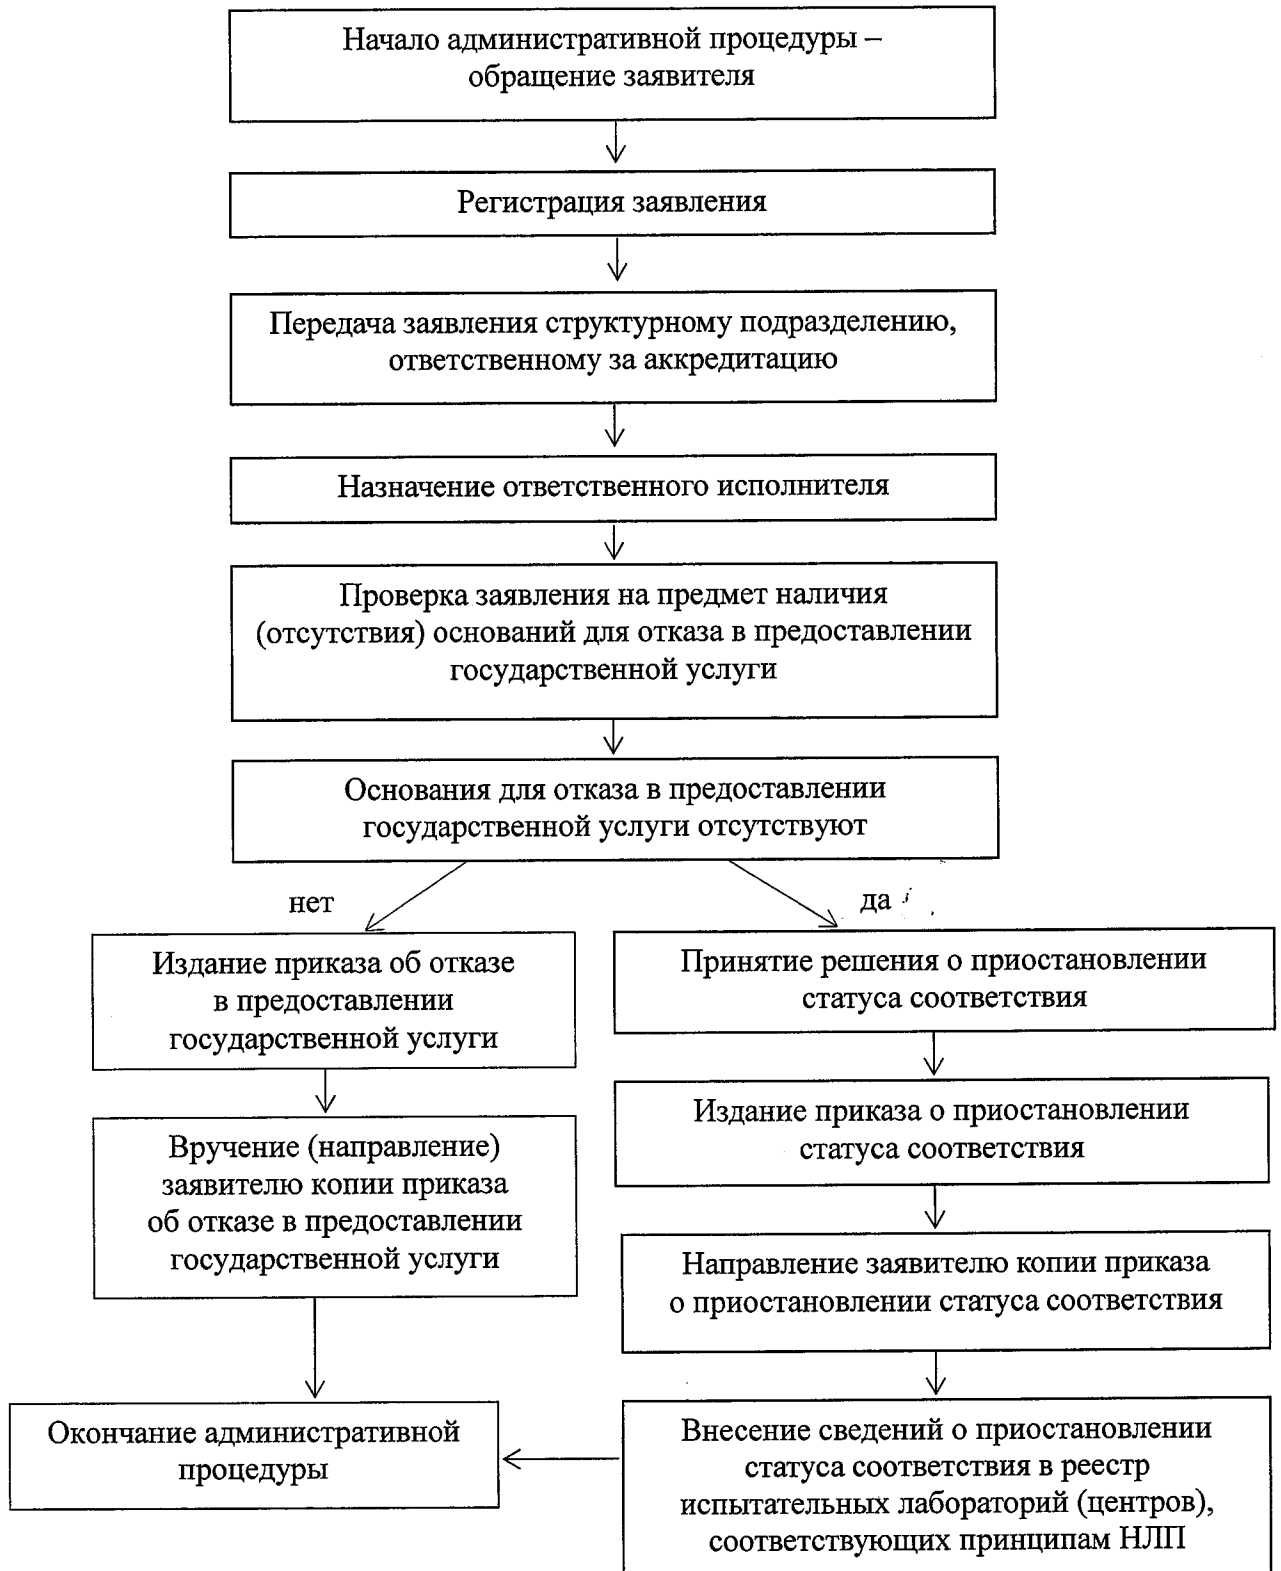 Начало административной процедуры –
обращение заявителя
Регистрация заявления
Передача заявления структурному подразделению,
ответственному за аккредитацию
Назначение ответственного исполнителя
Проверка заявления на предмет наличия
(отсутствия) оснований для отказа в предоставлении
государственной услуги
Основания для отказа в предоставлении
государственной услуги отсутствуют
нет
да
Издание приказа об отказе
в предоставлении
государственной услуги
Принятие решения о приостановлении
статуса соответствия
Издание приказа о приостановлении
статуса соответствия
Вручение (направление)
заявителю копии приказа
об отказе в предоставлении
государственной услуги
Направление заявителю копии приказа
о приостановлении статуса соответствия
Окончание административной
процедуры
Внесение сведений о приостановлении
статуса соответствия в реестр
испытательных лабораторий (центров),
соответствующих принципам НЛП